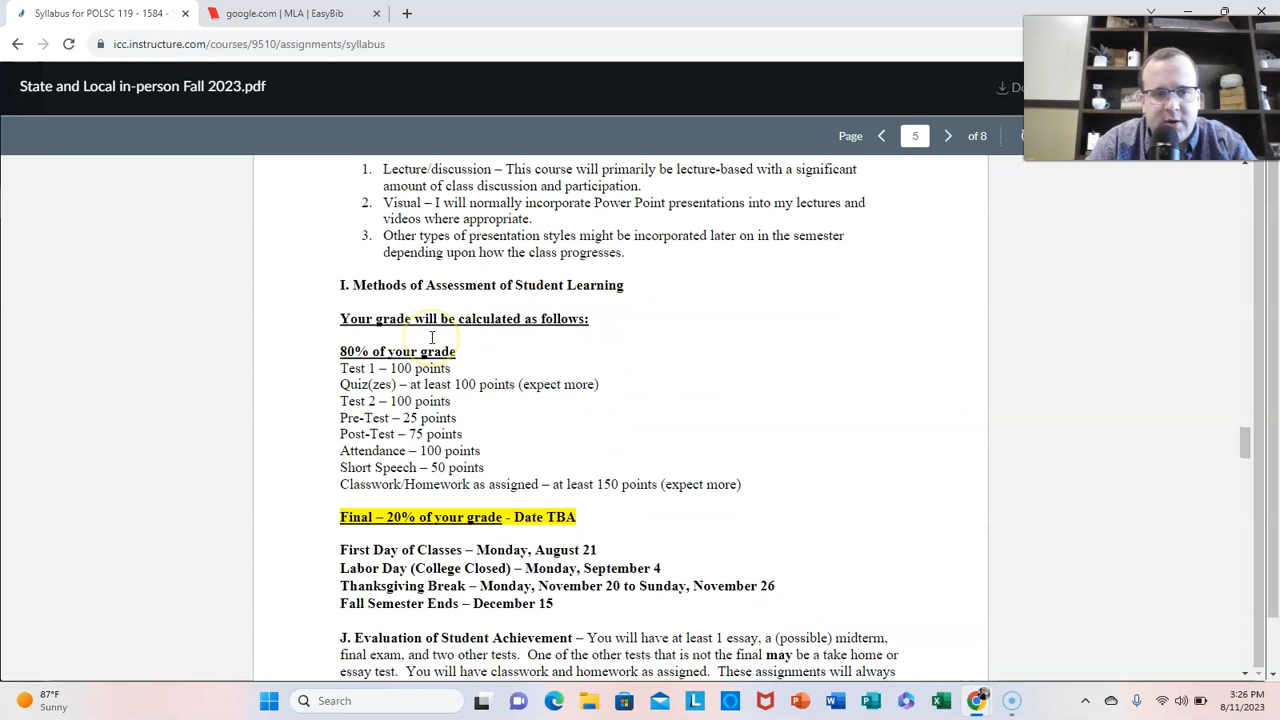 Syllabus for POLSC 119 - 1584 - S
google.com | MLA | EasyBib
icc.instructure.com/courses/9510/assignments/syllabus
State and Local in-person Fall 2023.pdf
Page 5 of 8
1. Lecture/discussion – This course will primarily be lecture-based with a significant
amount of class discussion and participation.
2. Visual – I will normally incorporate Power Point presentations into my lectures and
videos where appropriate.
3. Other types of presentation styles might be incorporated later on in the semester
depending upon how the class progresses.
I. Methods of Assessment of Student Learning
Your grade will be calculated as follows:
80% of your grade
Test 1 – 100 points
Quiz(zes) – at least 100 points (expect more)
Test 2 – 100 points
Pre-Test – 25 points
Post-Test – 75 points
Attendance – 100 points
Short Speech – 50 points
Classwork/Homework as assigned – at least 150 points (expect more)
Final – 20% of your grade - Date TBA
First Day of Classes – Monday, August 21
Labor Day (College Closed) – Monday, September 4
Thanksgiving Break – Monday, November 20 to Sunday, November 26
Fall Semester Ends – December 15
J. Evaluation of Student Achievement – You will have at least 1 essay, a (possible) midterm,
final exam, and two other tests. One of the other tests that is not the final may be a take home or
essay test. You will have classwork and homework as assigned. These assignments will always
87°F
Sunny
Search
3:26 PM
8/11/2023